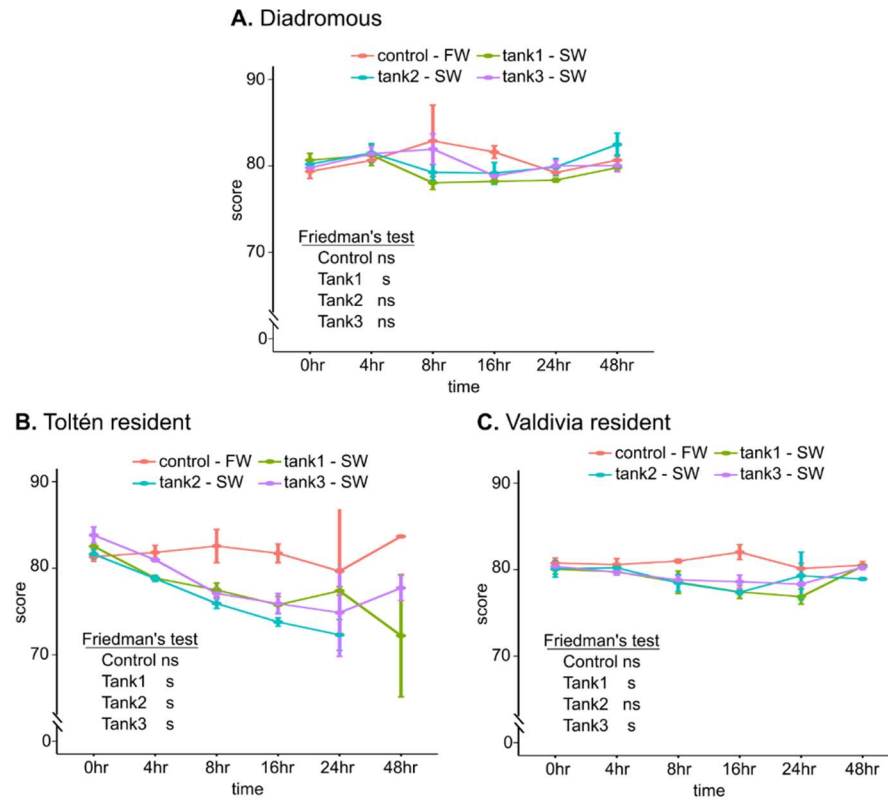 A. Diadromous
control - FW tank1 - SW
tank2 - SW tank3 - SW
90
80
70
0
score
Friedman's test
Control ns
Tank1 s
Tank2 ns
Tank3 ns
0hr 4hr 8hr 16hr 24hr 48hr
time
B. Toltén resident
control - FW tank1 - SW
tank2 - SW tank3 - SW
90
80
70
0
score
Friedman's test
Control ns
Tank1 s
Tank2 s
Tank3 s
0hr 4hr 8hr 16hr 24hr 48hr
time
C. Valdivia resident
control - FW tank1 - SW
tank2 - SW tank3 - SW
90
80
70
0
score
Friedman's test
Control ns
Tank1 s
Tank2 ns
Tank3 s
0hr 4hr 8hr 16hr 24hr 48hr
time